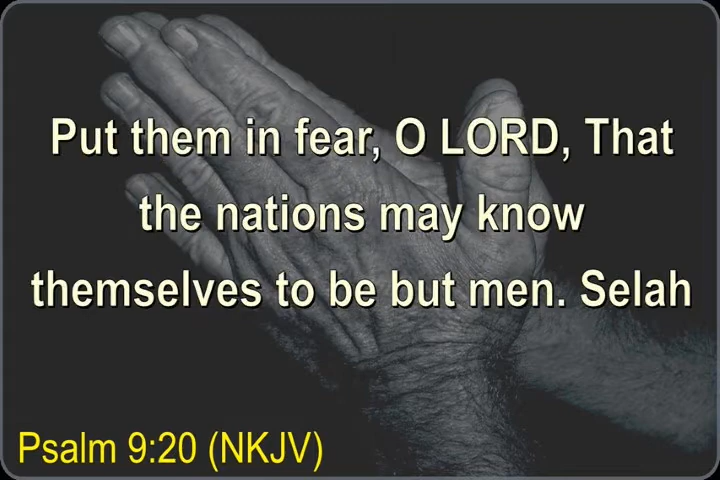 Put them in fear, O LORD, That
the nations may know
themselves to be but men. Selah
Psalm 9:20 (NKJV)